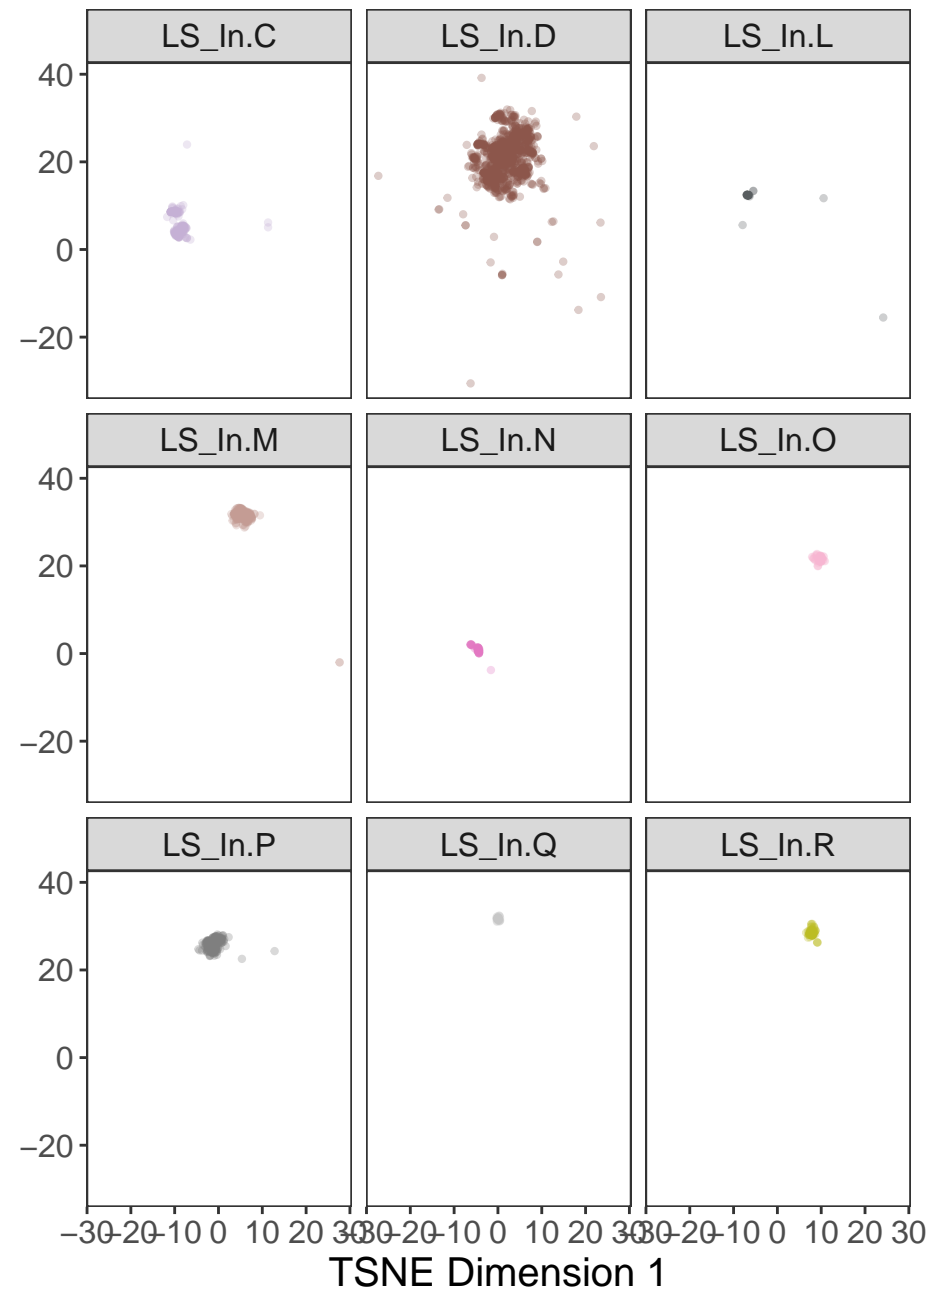 LS_In.C LS_In.D LS_In.L
40
20
0
−20
LS_In.M LS_In.N LS_In.O
40
20
0
−20
LS_In.P LS_In.Q LS_In.R
40
20
0
−20
−30 −20 −10 0 10 20 30 −30 −20 −10 0 10 20 30 −30 −20 −10 0 10 20 30
TSNE Dimension 1